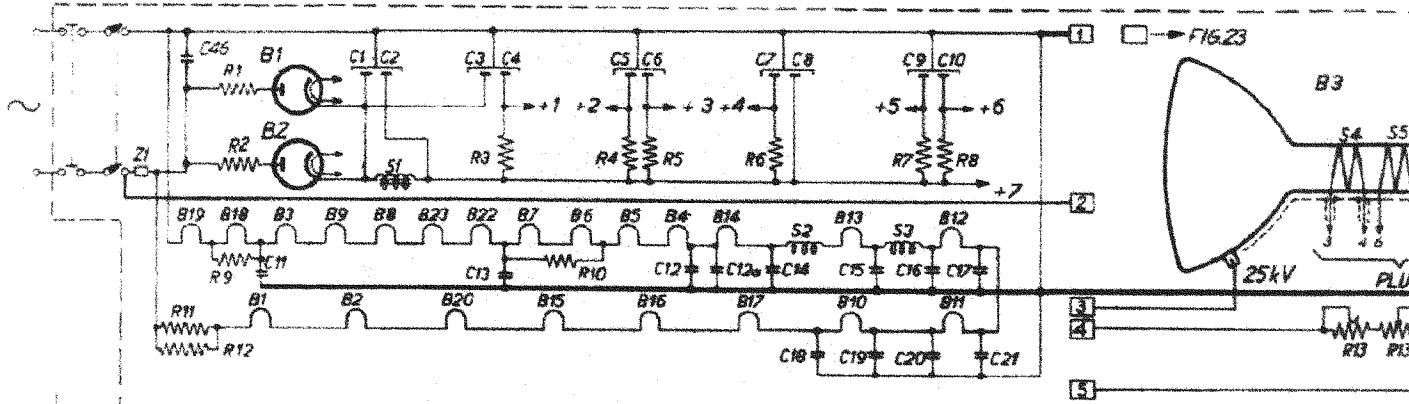 1 FIG.23
C46 B1 C1 C2 C3 C4 C5 C6 C7 C8 C9 C10 B3
R1
+1 +2 +3 +4 +5 +6
B2 S4 S5
Z1 R2 S1 R3 R4 R5 R6 R7 R8
+7
2
B19 B18 B3 B9 B8 B23 B22 B7 B6 B5 B4 B14 S2 B13 S3 B12
3 4 6
R9 C11 C13 R10 C12 C12a C14 C15 C16 C17 25kV PLU
B1 B2 B20 B15 B16 B17 B10 B11 3
R11 4
R12 C18 C19 C20 C21 R13 R13
5